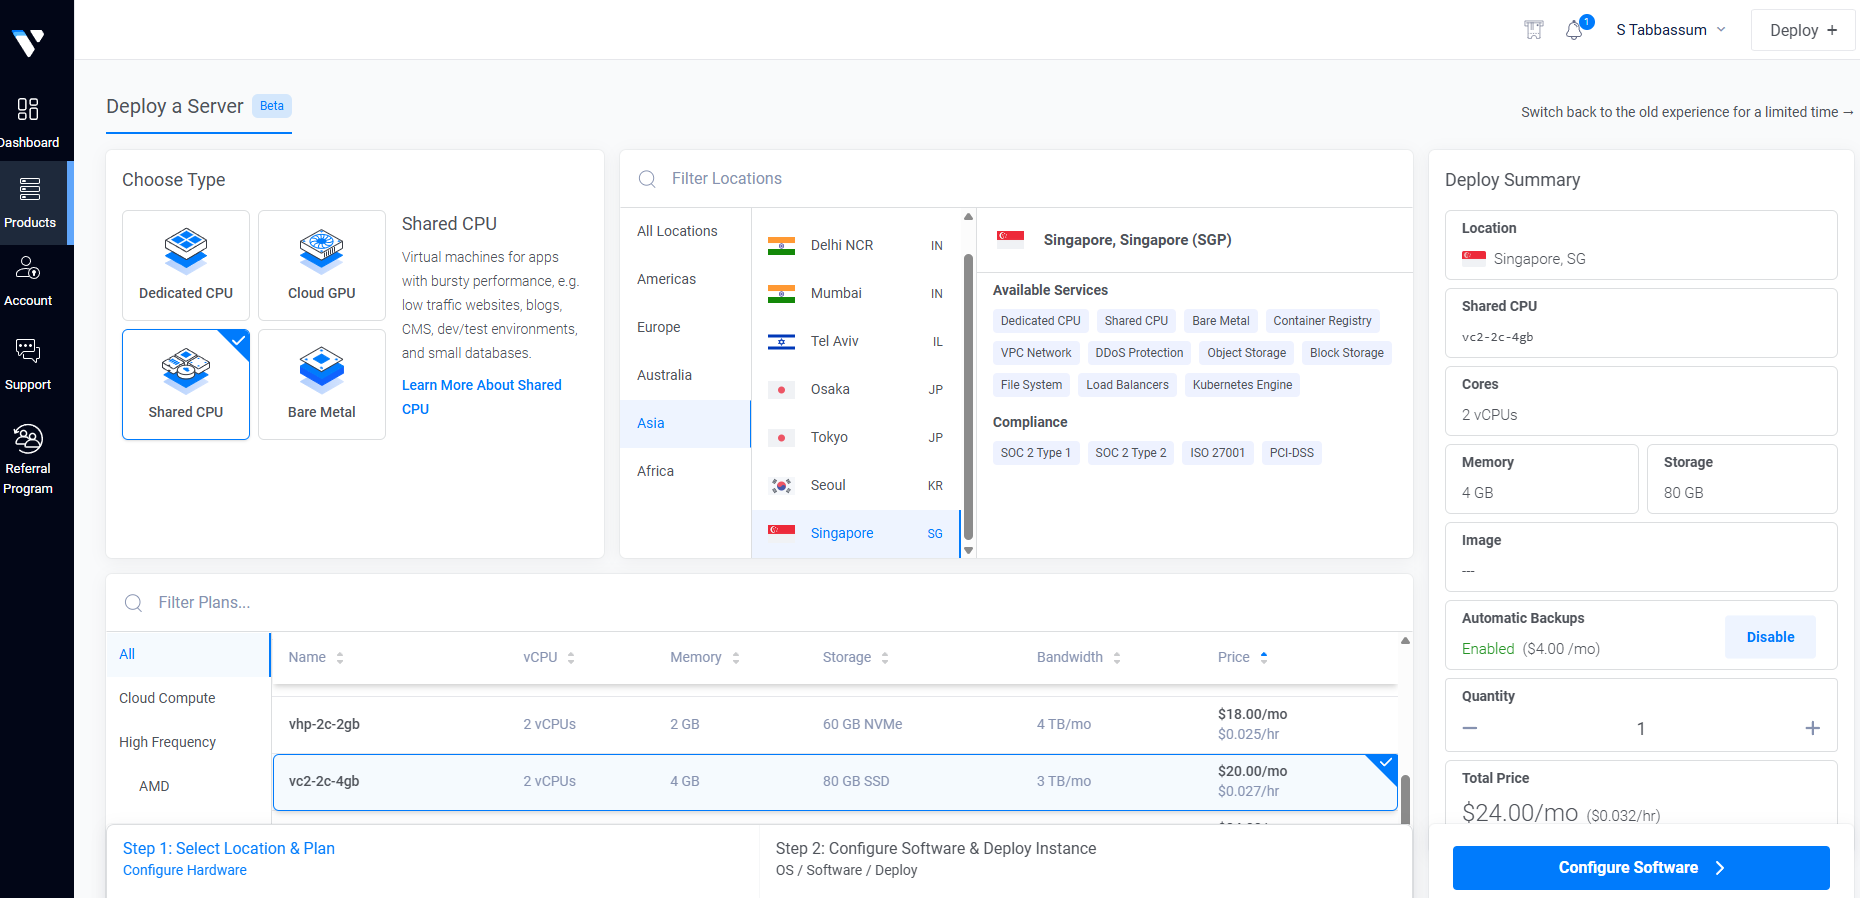 S Tabbassum
1
Deploy +
Dashboard
Products
Account
Support
Referral
Program
Deploy a Server
Beta
Switch back to the old experience for a limited time →
Choose Type
Dedicated CPU
Cloud GPU
Shared CPU
Bare Metal
Shared CPU
Virtual machines for apps
with bursty performance, e.g.
low traffic websites, blogs,
CMS, dev/test environments,
and small databases.
Learn More About Shared
CPU
Filter Locations
All Locations
Americas
Europe
Australia
Asia
Africa
Delhi NCR IN
Mumbai IN
Tel Aviv IL
Osaka JP
Tokyo JP
Seoul KR
Singapore SG
Singapore, Singapore (SGP)
Available Services
Dedicated CPU Shared CPU Bare Metal Container Registry
VPC Network DDoS Protection Object Storage Block Storage
File System Load Balancers Kubernetes Engine
Compliance
SOC 2 Type 1 SOC 2 Type 2 ISO 27001 PCI-DSS
Filter Plans...
All
Cloud Compute
High Frequency
AMD
Name vCPU Memory Storage Bandwidth Price
vhp-2c-2gb 2 vCPUs 2 GB 60 GB NVMe 4 TB/mo $18.00/mo
$0.025/hr
vc2-2c-4gb 2 vCPUs 4 GB 80 GB SSD 3 TB/mo $20.00/mo
$0.027/hr
Step 1: Select Location & Plan
Configure Hardware
Step 2: Configure Software & Deploy Instance
OS / Software / Deploy
Deploy Summary
Location
Singapore, SG
Shared CPU
vc2-2c-4gb
Cores
2 vCPUs
Memory
4 GB
Storage
80 GB
Image
---
Automatic Backups
Enabled ($4.00 /mo)
Disable
Quantity
1
Total Price
$24.00/mo ($0.032/hr)
Configure Software